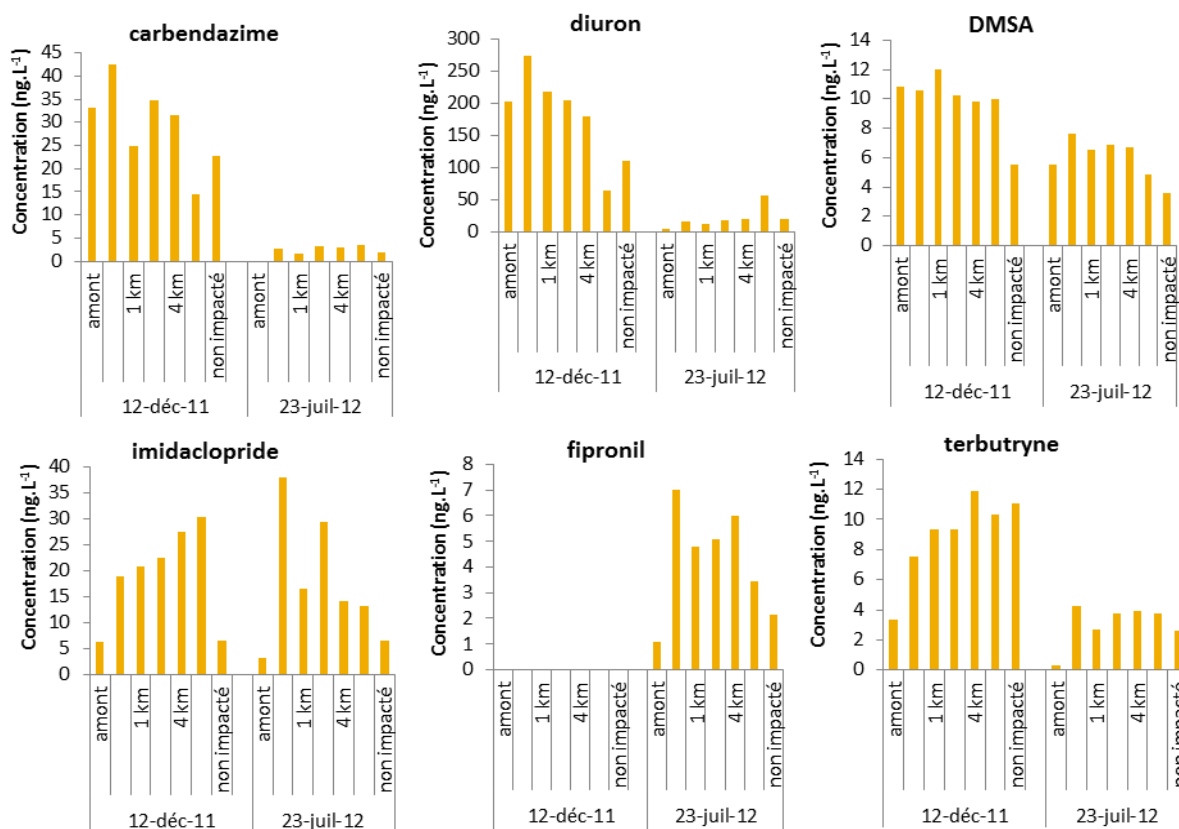 carbendazime
Concentration (ng.L-1)
45
40
35
30
25
20
15
10
5
0
amont
1 km
4 km
non impacté
amont
1 km
4 km
non impacté
12-déc-11
23-juil-12
diuron
Concentration (ng.L-1)
300
250
200
150
100
50
0
amont
1 km
4 km
non impacté
amont
1 km
4 km
non impacté
12-déc-11
23-juil-12
DMSA
Concentration (ng.L-1)
14
12
10
8
6
4
2
0
amont
1 km
4 km
non impacté
amont
1 km
4 km
non impacté
12-déc-11
23-juil-12
imidaclopride
Concentration (ng.L-1)
40
35
30
25
20
15
10
5
0
amont
1 km
4 km
non impacté
amont
1 km
4 km
non impacté
12-déc-11
23-juil-12
fipronil
Concentration (ng.L-1)
8
7
6
5
4
3
2
1
0
amont
1 km
4 km
non impacté
amont
1 km
4 km
non impacté
12-déc-11
23-juil-12
terbutryne
Concentration (ng.L-1)
14
12
10
8
6
4
2
0
amont
1 km
4 km
non impacté
amont
1 km
4 km
non impacté
12-déc-11
23-juil-12